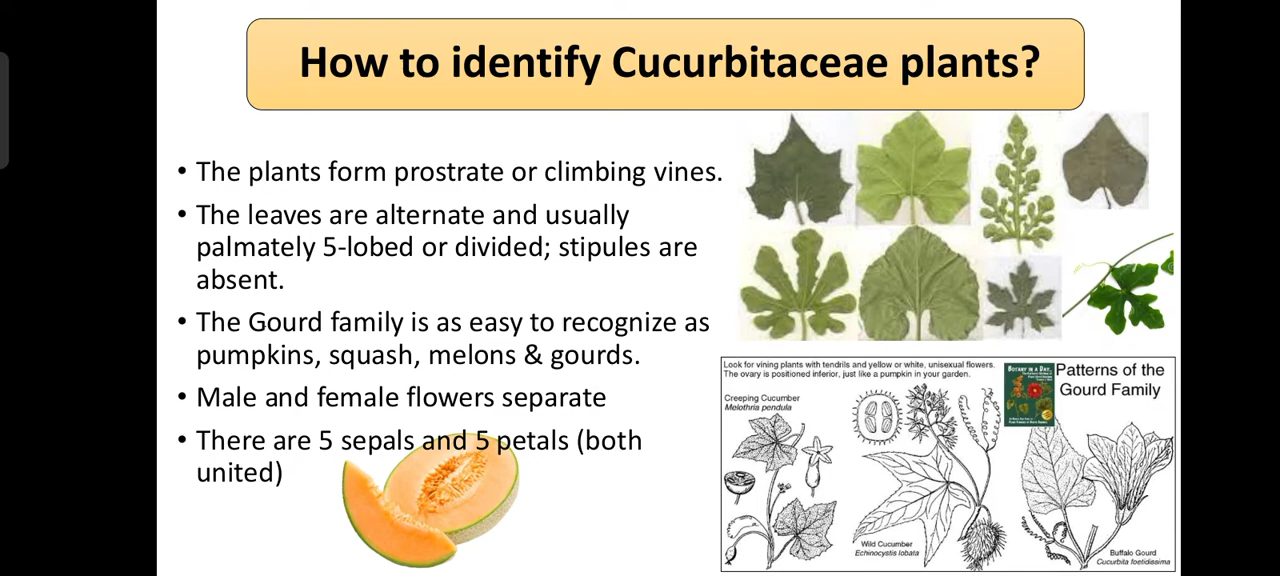 How to identify Cucurbitaceae plants?
• The plants form prostrate or climbing vines.
• The leaves are alternate and usually
palmately 5-lobed or divided; stipules are
absent.
• The Gourd family is as easy to recognize as
pumpkins, squash, melons & gourds.
• Male and female flowers separate
• There are 5 sepals and 5 petals (both
united)
Look for vining plants with tendrils and yellow or white, unisexual flowers.
The ovary is positioned inferior, just like a pumpkin in your garden.
BOTANY IN A DAY
Patterns of the
Gourd Family
Creeping Cucumber
Melothria pendula
Wild Cucumber
Echinocystis lobata
Buffalo Gourd
Cucurbita foetidissima